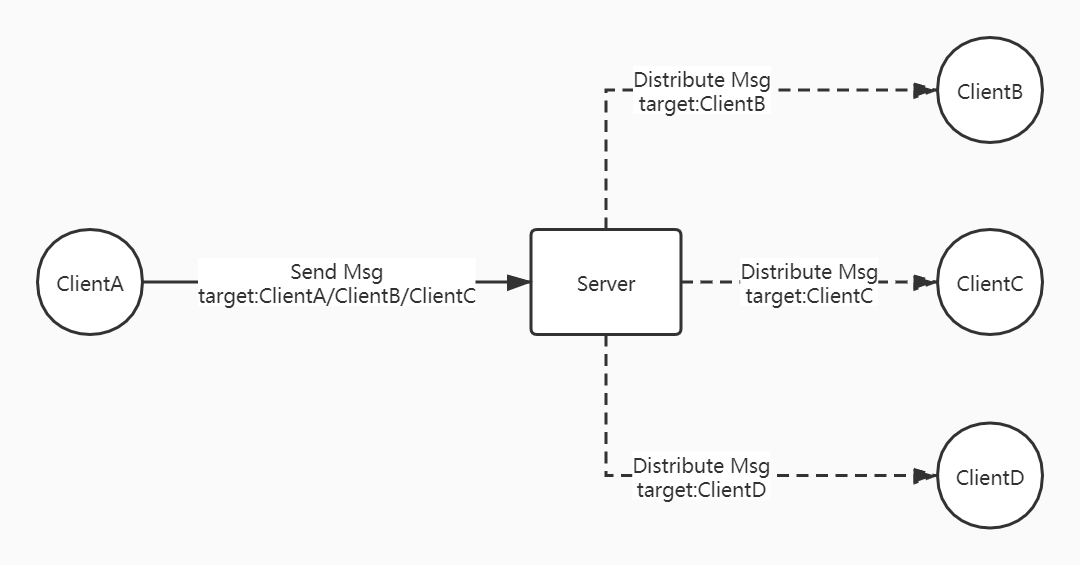 Distribute Msg
target:ClientB
ClientB
ClientA
Send Msg
target:ClientA/ClientB/ClientC
Server
Distribute Msg
target:ClientC
ClientC
Distribute Msg
target:ClientD
ClientD